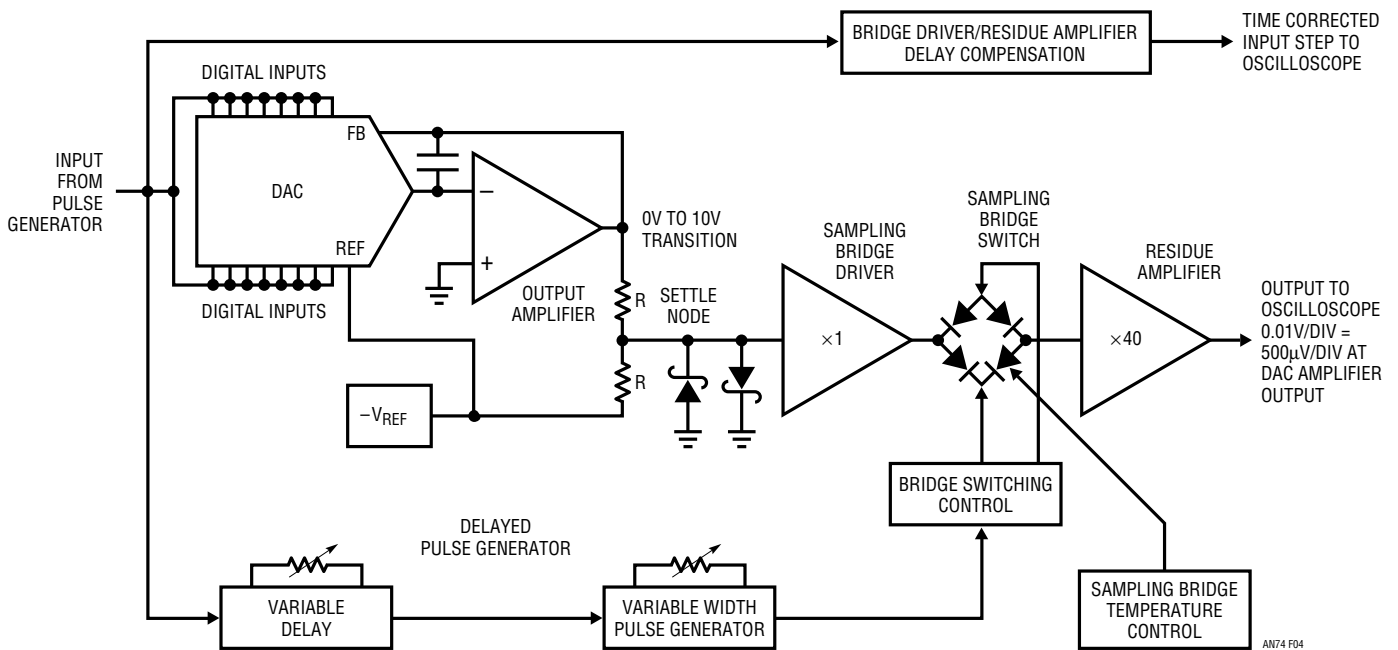 BRIDGE DRIVER/RESIDUE AMPLIFIER
DELAY COMPENSATION
TIME CORRECTED
INPUT STEP TO
OSCILLOSCOPE
DIGITAL INPUTS
FB
DAC
REF
DIGITAL INPUTS
INPUT
FROM
PULSE
GENERATOR
−
+
OUTPUT
AMPLIFIER
0V TO 10V
TRANSITION
R
SETTLE
NODE
R
−VREF
SAMPLING
BRIDGE
DRIVER
×1
SAMPLING
BRIDGE
SWITCH
RESIDUE
AMPLIFIER
×40
OUTPUT TO
OSCILLOSCOPE
0.01V/DIV =
500µV/DIV AT
DAC AMPLIFIER
OUTPUT
BRIDGE SWITCHING
CONTROL
DELAYED
PULSE GENERATOR
VARIABLE
DELAY
VARIABLE WIDTH
PULSE GENERATOR
SAMPLING BRIDGE
TEMPERATURE
CONTROL
AN74 F04